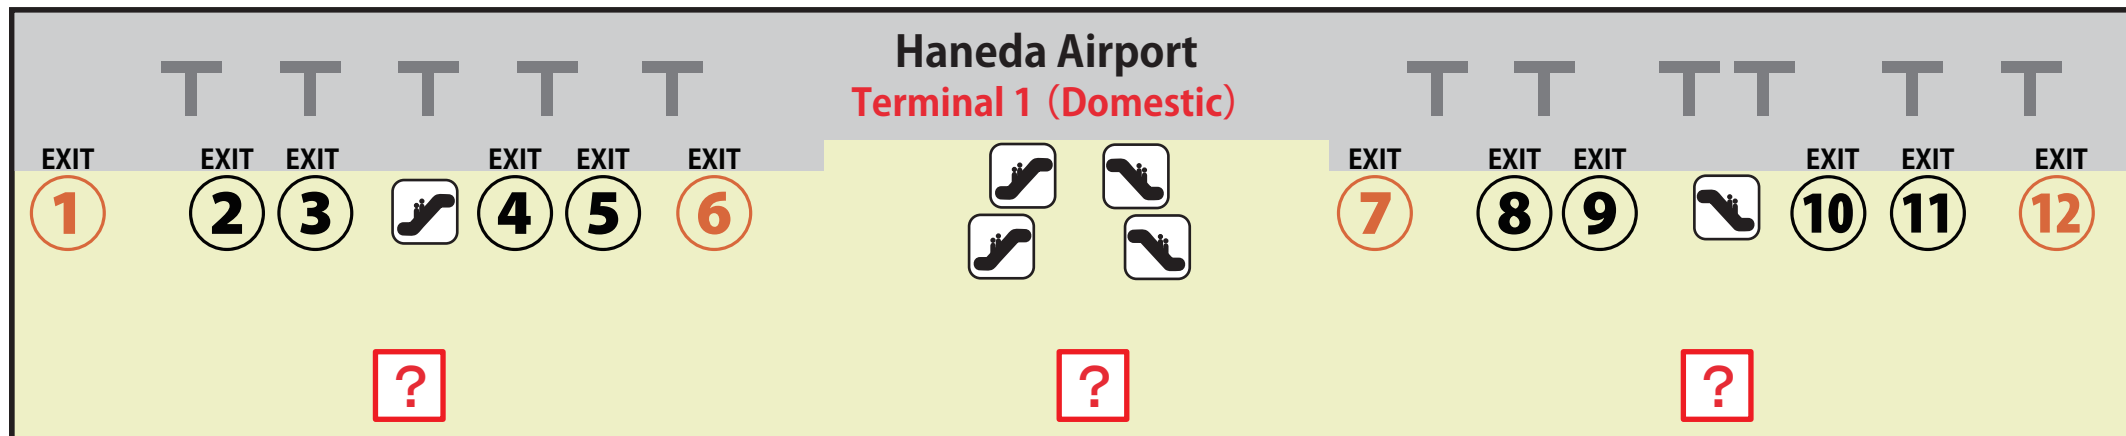 Haneda Airport
Terminal 1 (Domestic)
EXIT EXIT EXIT EXIT EXIT EXIT EXIT EXIT EXIT EXIT EXIT EXIT
1 2 3 4 5 6 7 8 9 10 11 12
? ? ?